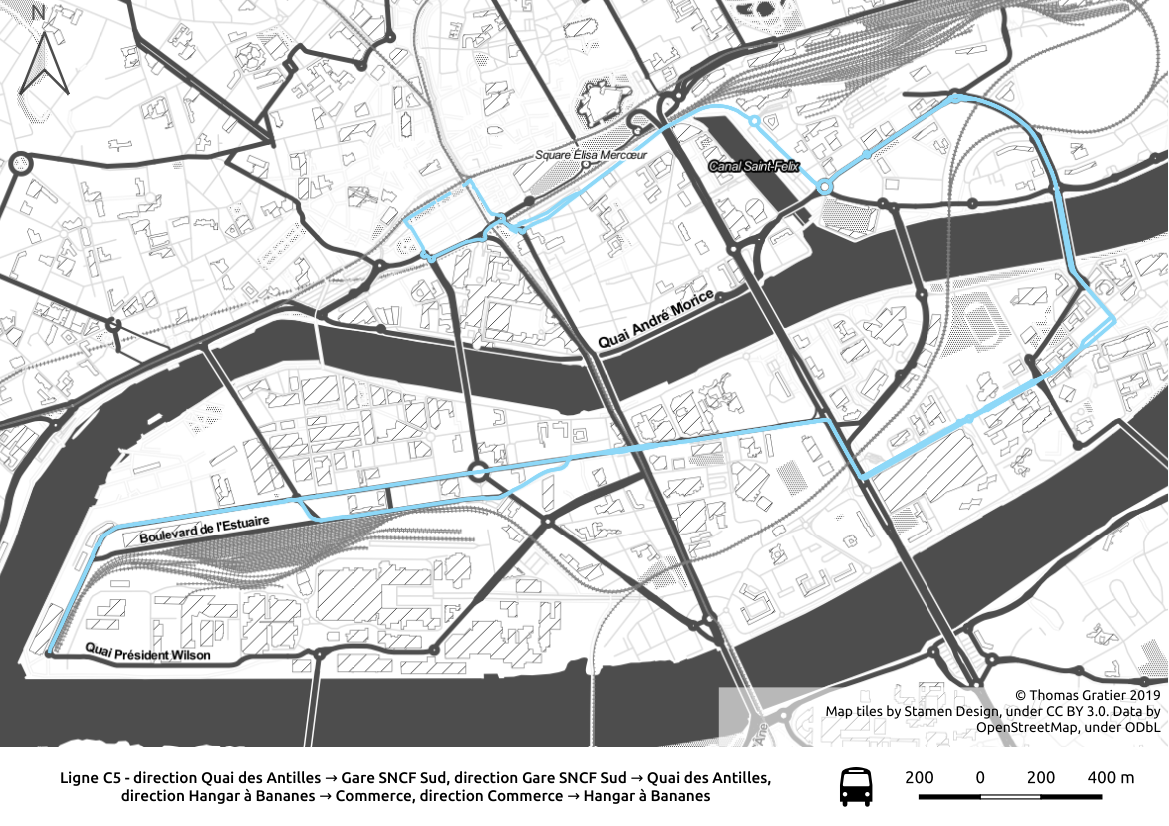 N
Square Elisa Mercœur
Canal Saint-Felix
Quai André Morice
Boulevard de l'Estuaire
Quai Président Wilson
© Thomas Gratier 2019
Map tiles by Stamen Design, under CC BY 3.0. Data by
OpenStreetMap, under ODbL
Ligne C5 - direction Quai des Antilles → Gare SNCF Sud, direction Gare SNCF Sud → Quai des Antilles,
direction Hangar à Bananes → Commerce, direction Commerce → Hangar à Bananes
200 0 200 400 m